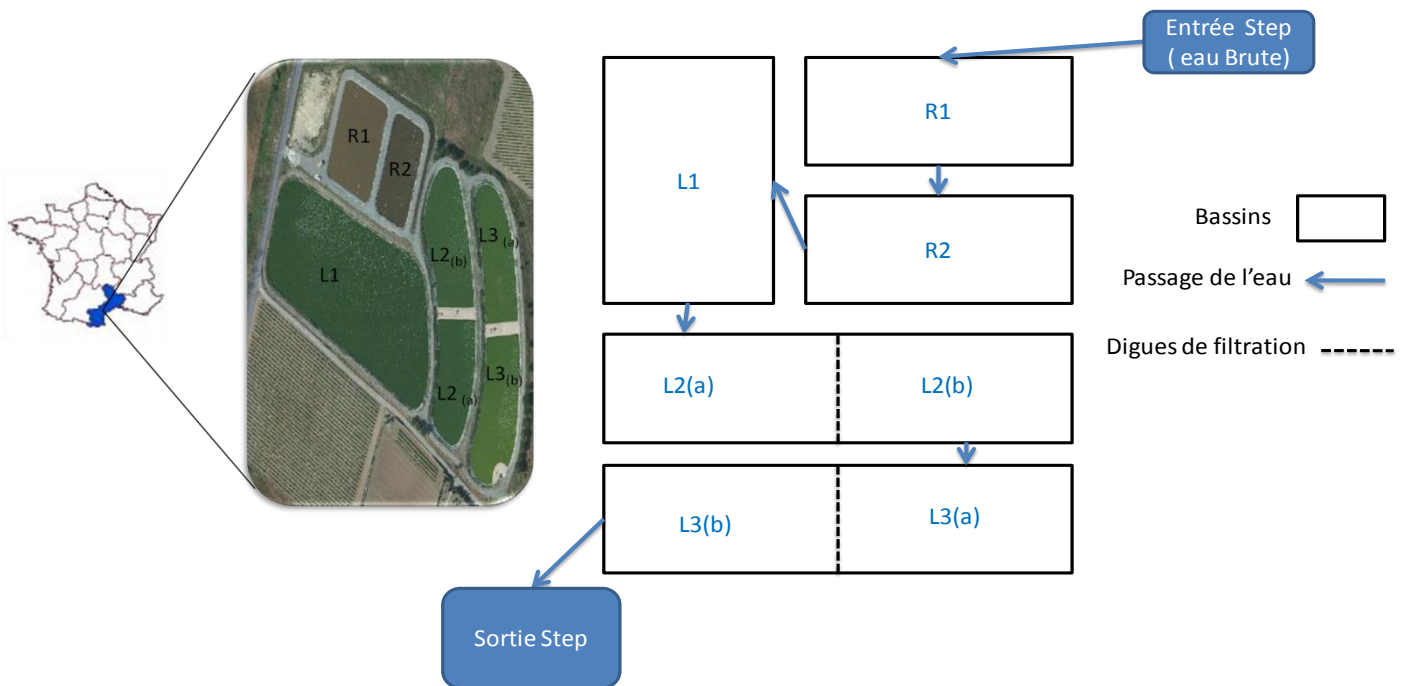 R1
R2
L2(b)
L3(a)
L1
L2(a)
L3(b)
Entrée Step
( eau Brute)
R1
L1
R2
L2(a)
L2(b)
L3(b)
L3(a)
Sortie Step
Bassins
Passage de l’eau
Digues de filtration